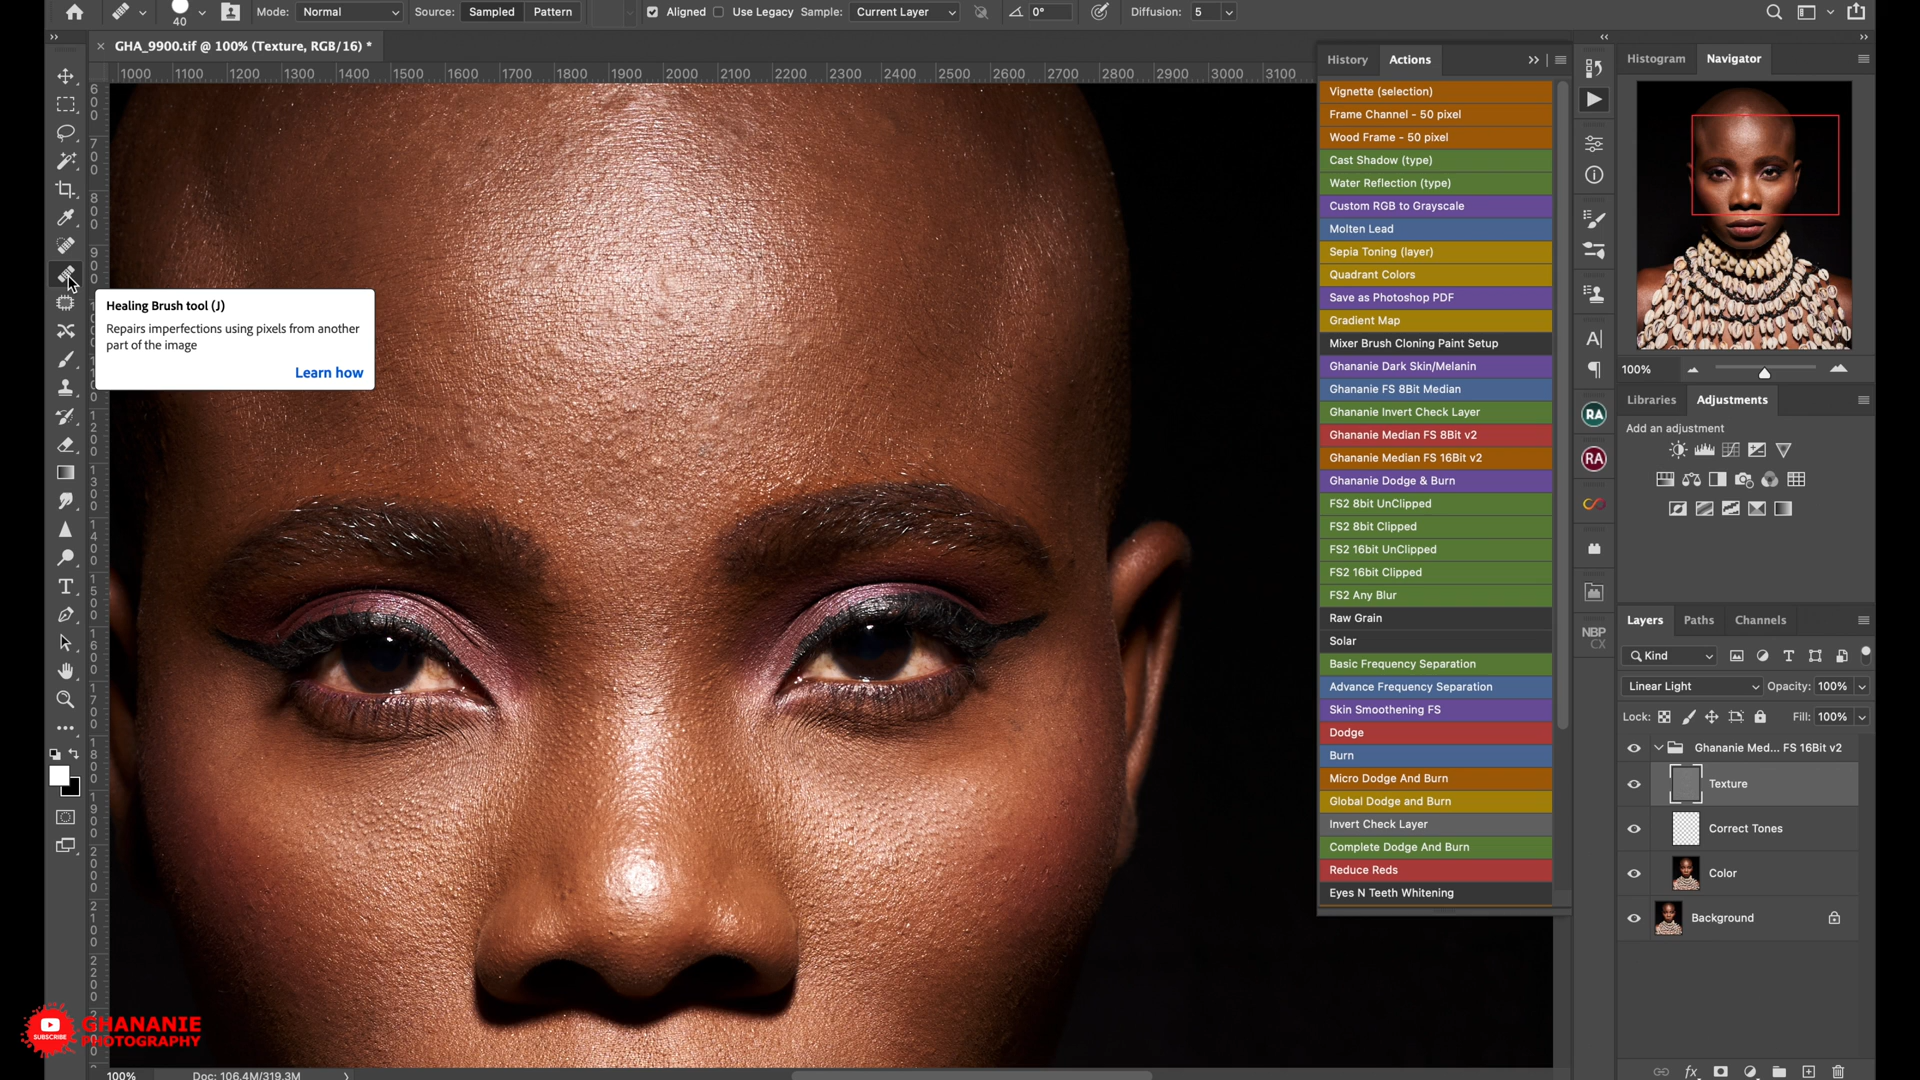 40
Mode: Normal
Source: Sampled Pattern
Aligned Use Legacy Sample: Current Layer
0°
Diffusion: 5
GHA_9900.tif @ 100% (Texture, RGB/16) *
1000 1100 1200 1300 1400 1500 1600 1700 1800 1900 2000 2100 2200 2300 2400 2500 2600 2700 2800 2900 3000 3100
Healing Brush tool (J)
Repairs imperfections using pixels from another
part of the image
Learn how
History Actions
Vignette (selection)
Frame Channel - 50 pixel
Wood Frame - 50 pixel
Cast Shadow (type)
Water Reflection (type)
Custom RGB to Grayscale
Molten Lead
Sepia Toning (layer)
Quadrant Colors
Save as Photoshop PDF
Gradient Map
Mixer Brush Cloning Paint Setup
Ghananie Dark Skin/Melanin
Ghananie FS 8Bit Median
Ghananie Invert Check Layer
Ghananie Median FS 8Bit v2
Ghananie Median FS 16Bit v2
Ghananie Dodge & Burn
FS2 8bit UnClipped
FS2 8bit Clipped
FS2 16bit UnClipped
FS2 16bit Clipped
FS2 Any Blur
Raw Grain
Solar
Basic Frequency Separation
Advance Frequency Separation
Skin Smoothening FS
Dodge
Burn
Micro Dodge And Burn
Global Dodge and Burn
Invert Check Layer
Complete Dodge And Burn
Reduce Reds
Eyes N Teeth Whitening
RA
RA
NBP
CX
Histogram Navigator
100%
Libraries Adjustments
Add an adjustment
Layers Paths Channels
Kind
Linear Light Opacity: 100%
Lock: Fill: 100%
Ghananie Med... FS 16Bit v2
Texture
Correct Tones
Color
Background
fx
SUBSCRIBE
GHANANIE
PHOTOGRAPHY
100% Doc: 106.4M/319.3M